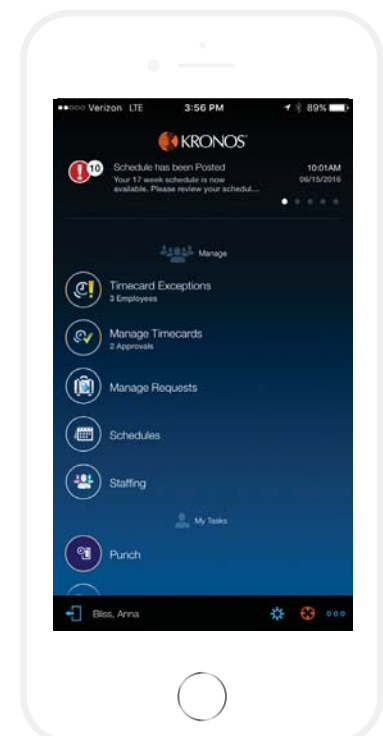 Verizon LTE 3:56 PM 89%
KRONOS
10 Schedule has been Posted 10:01AM
Your 17 week schedule is now 06/15/2016
available. Please review your schedul...
Manage
Timecard Exceptions
3 Employees
Manage Timecards
2 Approvals
Manage Requests
Schedules
Staffing
My Tasks
Punch
Bliss, Anna